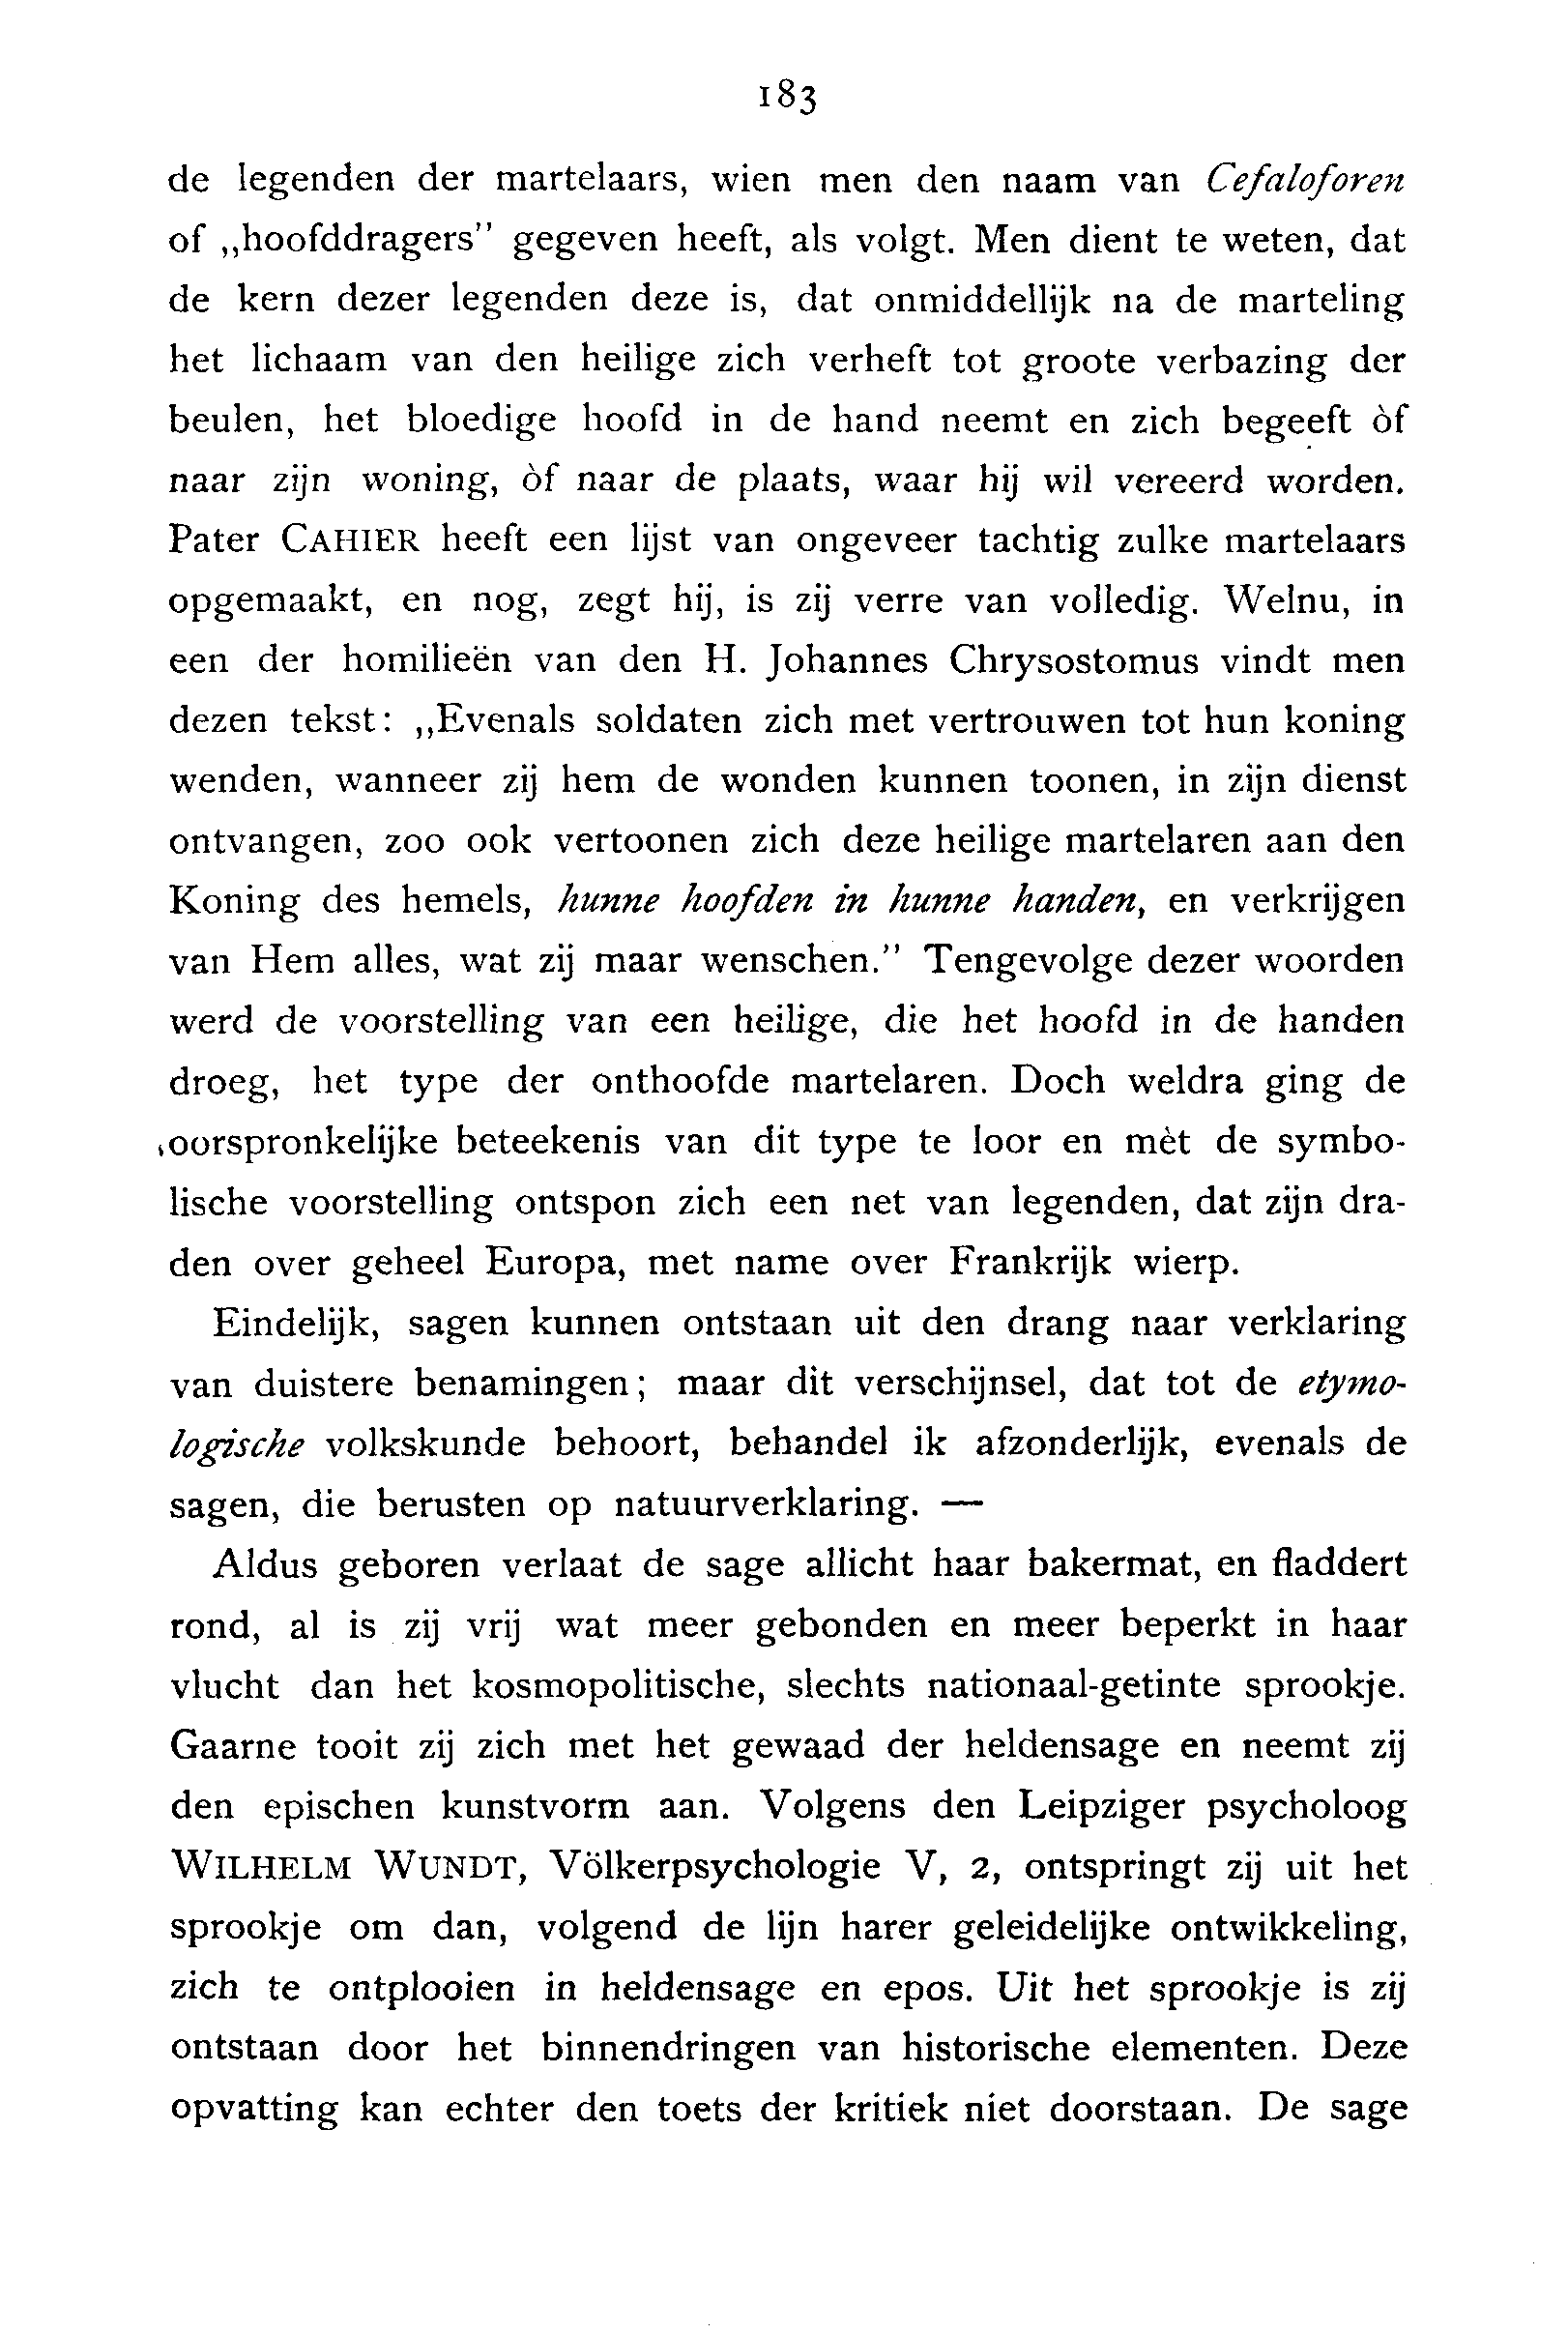 183
de legenden der martelaars, wien men den naam van Cefaloforen
of „hoofddragers” gegeven heeft, als volgt. Men dient te weten, dat
de kern dezer legenden deze is, dat onmiddellijk na de marteling
het lichaam van den heilige zich verheft tot groote verbazing der
beulen, het bloedige hoofd in de hand neemt en zich begeeft òf
naar zijn woning, òf naar de plaats, waar hij wil vereerd worden.
Pater CAHIER heeft een lijst van ongeveer tachtig zulke martelaars
opgemaakt, en nog, zegt hij, is zij verre van volledig. Welnu, in
een der homilieën van den H. Johannes Chrysostomus vindt men
dezen tekst: „Evenals soldaten zich met vertrouwen tot hun koning
wenden, wanneer zij hem de wonden kunnen toonen, in zijn dienst
ontvangen, zoo ook vertoonen zich deze heilige martelaren aan den
Koning des hemels, hunne hoofden in hunne handen, en verkrijgen
van Hem alles, wat zij maar wenschen.” Tengevolge dezer woorden
werd de voorstelling van een heilige, die het hoofd in de handen
droeg, het type der onthoofde martelaren. Doch weldra ging de
oorspronkelijke beteekenis van dit type te loor en mèt de symbo-
lische voorstelling ontspon zich een net van legenden, dat zijn dra-
den over geheel Europa, met name over Frankrijk wierp.
Eindelijk, sagen kunnen ontstaan uit den drang naar verklaring
van duistere benamingen; maar dit verschijnsel, dat tot de etymo-
logische volkskunde behoort, behandel ik afzonderlijk, evenals de
sagen, die berusten op natuurverklaring. —
Aldus geboren verlaat de sage allicht haar bakermat, en fladdert
rond, al is zij vrij wat meer gebonden en meer beperkt in haar
vlucht dan het kosmopolitische, slechts nationaal-getinte sprookje.
Gaarne tooit zij zich met het gewaad der heldensage en neemt zij
den epischen kunstvorm aan. Volgens den Leipziger psycholoog
WILHELM WUNDT, Völkerpsychologie V, 2, ontspringt zij uit het
sprookje om dan, volgend de lijn harer geleidelijke ontwikkeling,
zich te ontplooien in heldensage en epos. Uit het sprookje is zij
ontstaan door het binnendringen van historische elementen. Deze
opvatting kan echter den toets der kritiek niet doorstaan. De sage